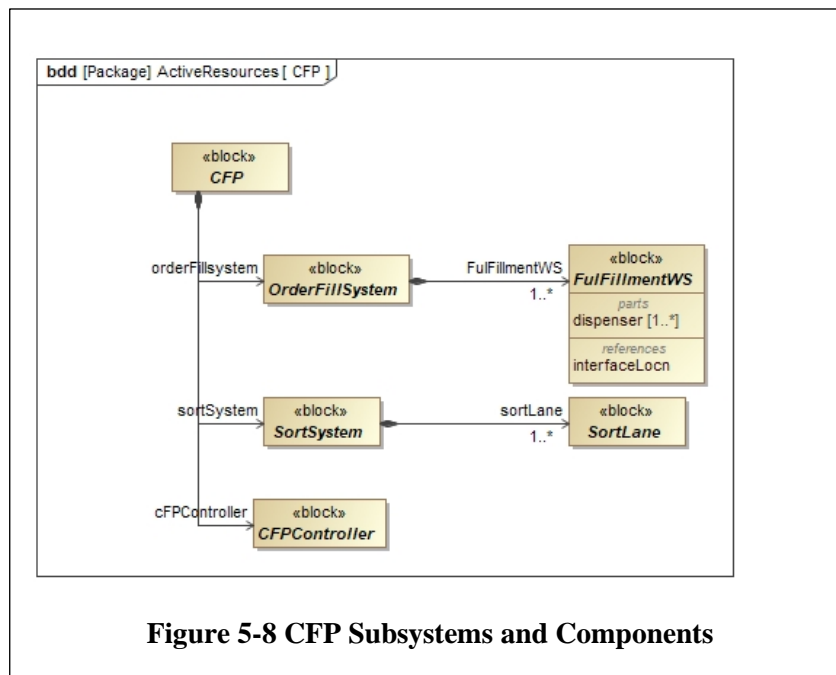 bdd [Package] ActiveResources [ CFP ]
«block»
CFP
orderFillsystem
«block»
OrderFillSystem
FulFillmentWS
1..*
«block»
FulFillmentWS
parts
dispenser [1..*]
references
interfaceLocn
sortSystem
«block»
SortSystem
sortLane
1..*
«block»
SortLane
cFPController
«block»
CFPController
Figure 5-8 CFP Subsystems and Components